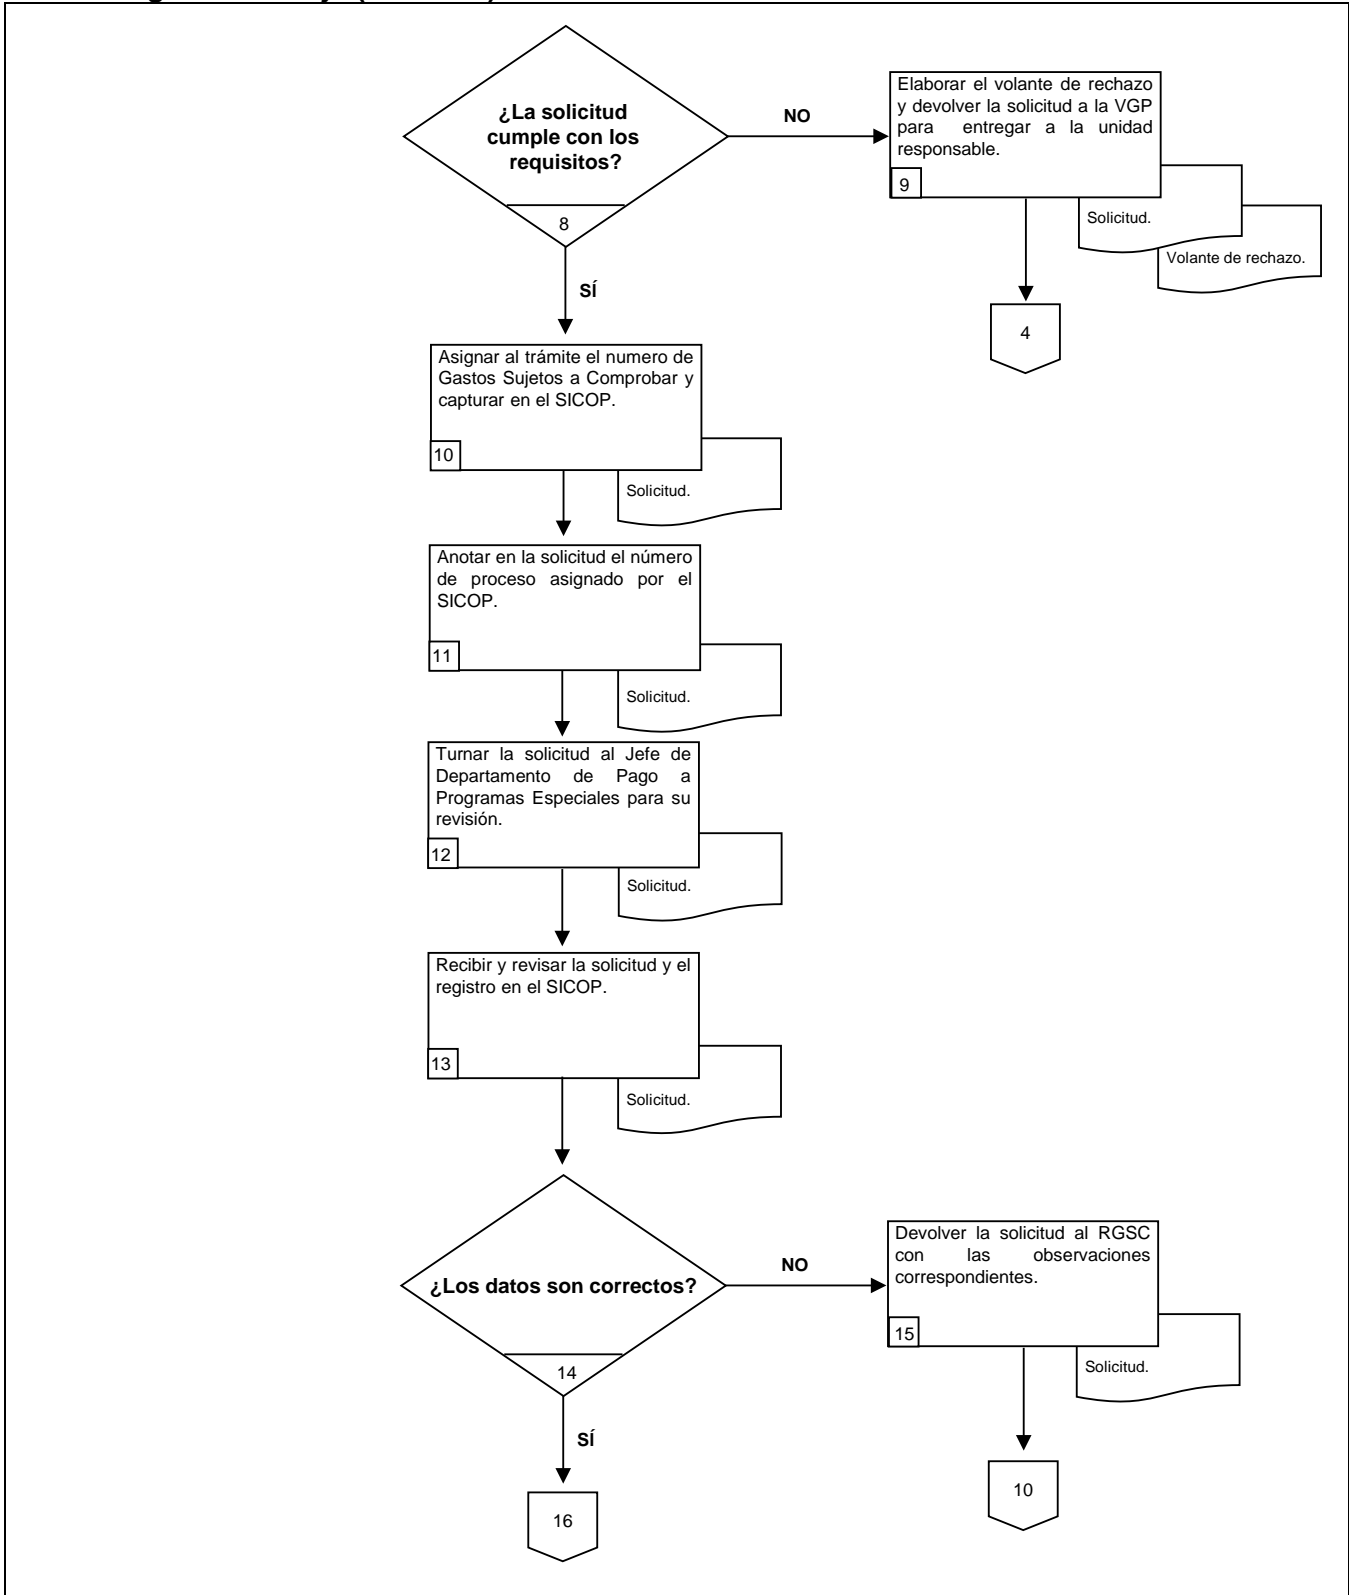 ¿La solicitud
cumple con los
requisitos?
8
NO
Elaborar el volante de rechazo
y devolver la solicitud a la VGP
para entregar a la unidad
responsable.
9
Solicitud.
Volante de rechazo.
4
SÍ
Asignar al trámite el numero de
Gastos Sujetos a Comprobar y
capturar en el SICOP.
10
Solicitud.
Anotar en la solicitud el número
de proceso asignado por el
SICOP.
11
Solicitud.
Turnar la solicitud al Jefe de
Departamento de Pago a
Programas Especiales para su
revisión.
12
Solicitud.
Recibir y revisar la solicitud y el
registro en el SICOP.
13
Solicitud.
¿Los datos son correctos?
14
NO
Devolver la solicitud al RGSC
con las observaciones
correspondientes.
15
Solicitud.
10
SÍ
16